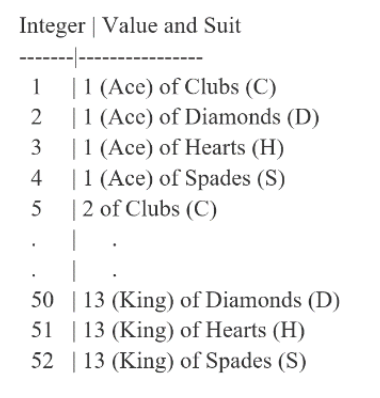 Integer | Value and Suit
-------|----------------
1 | 1 (Ace) of Clubs (C)
2 | 1 (Ace) of Diamonds (D)
3 | 1 (Ace) of Hearts (H)
4 | 1 (Ace) of Spades (S)
5 | 2 of Clubs (C)
. | .
. | .
50 | 13 (King) of Diamonds (D)
51 | 13 (King) of Hearts (H)
52 | 13 (King) of Spades (S)